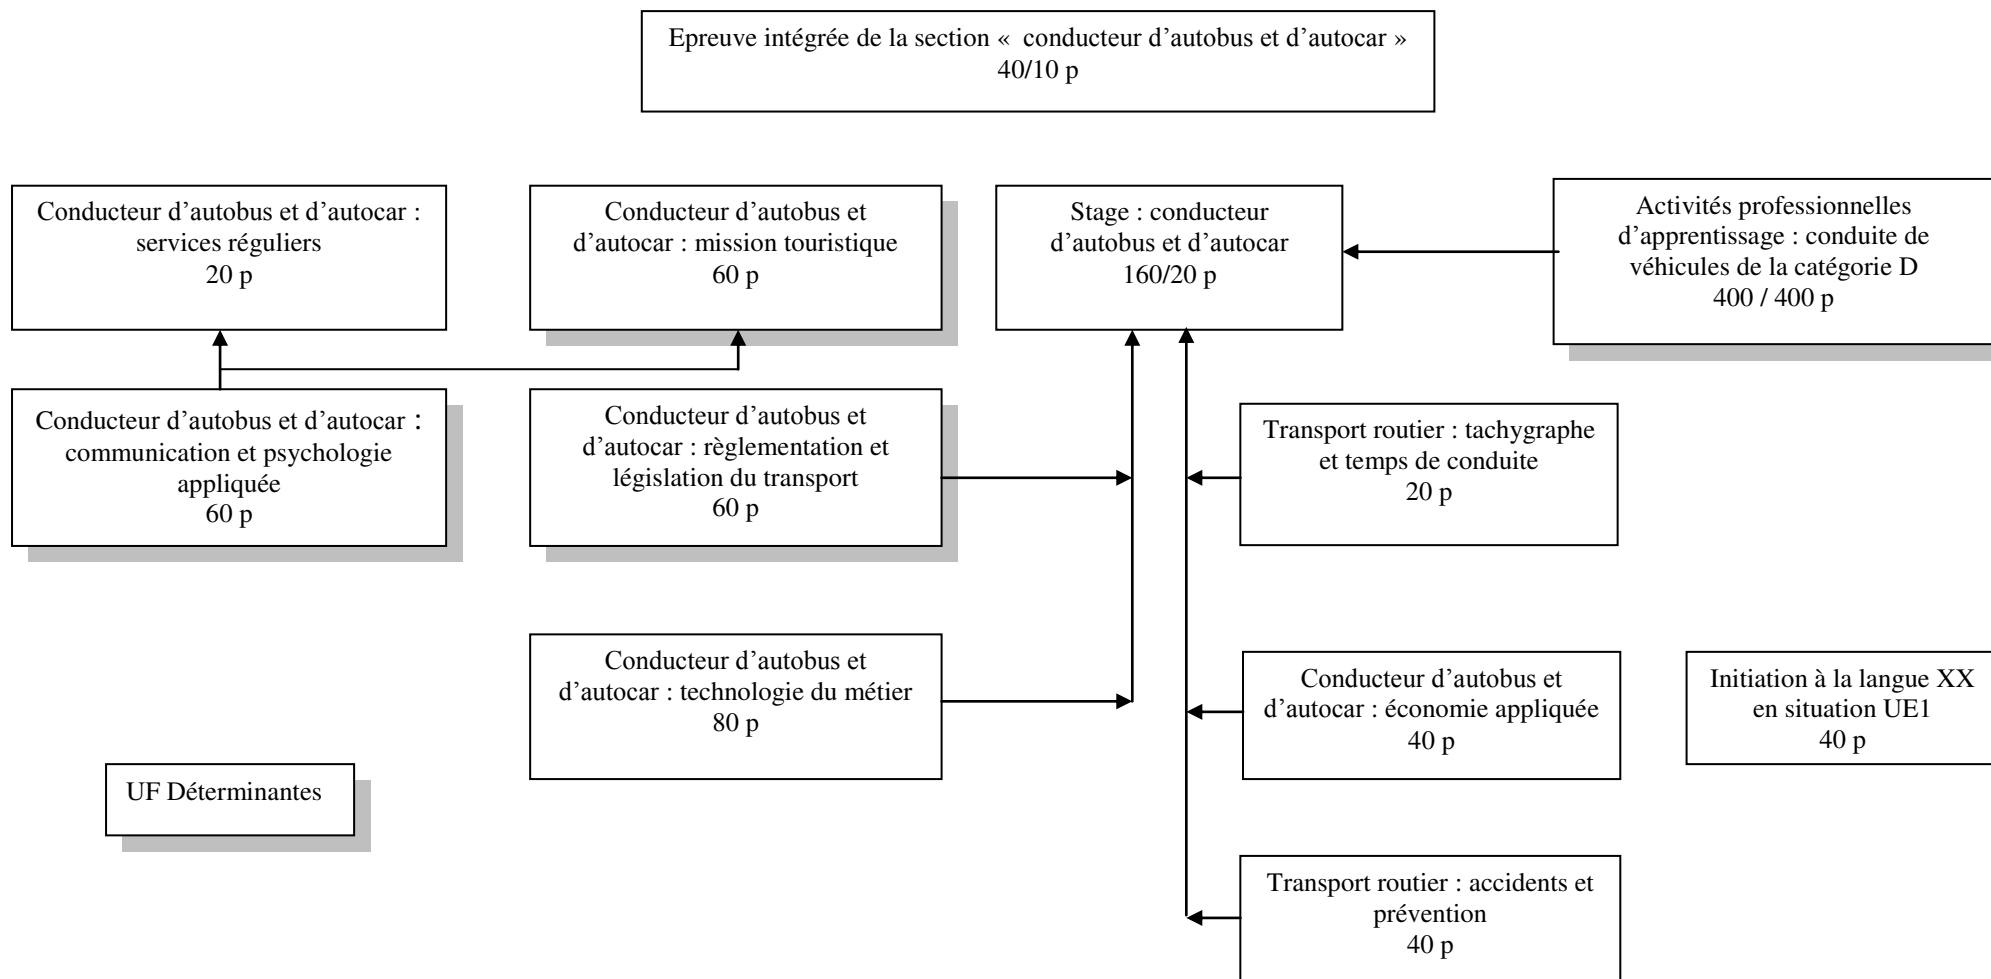 Epreuve intégrée de la section «  conducteur d’autobus et d’autocar »
40/10 p
Conducteur d’autobus et d’autocar :
services réguliers
20 p
Conducteur d’autobus et
d’autocar : mission touristique
60 p
Stage : conducteur
d’autobus et d’autocar
160/20 p
Activités professionnelles
d’apprentissage : conduite de
véhicules de la catégorie D
400 / 400 p
Conducteur d’autobus et d’autocar :
communication et psychologie
appliquée
60 p
Conducteur d’autobus et
d’autocar : règlementation et
législation du transport
60 p
Transport routier : tachygraphe
et temps de conduite
20 p
Conducteur d’autobus et
d’autocar : technologie du métier
80 p
Conducteur d’autobus et
d’autocar : économie appliquée
40 p
Initiation à la langue XX
en situation UE1
40 p
UF Déterminantes
Transport routier : accidents et
prévention
40 p